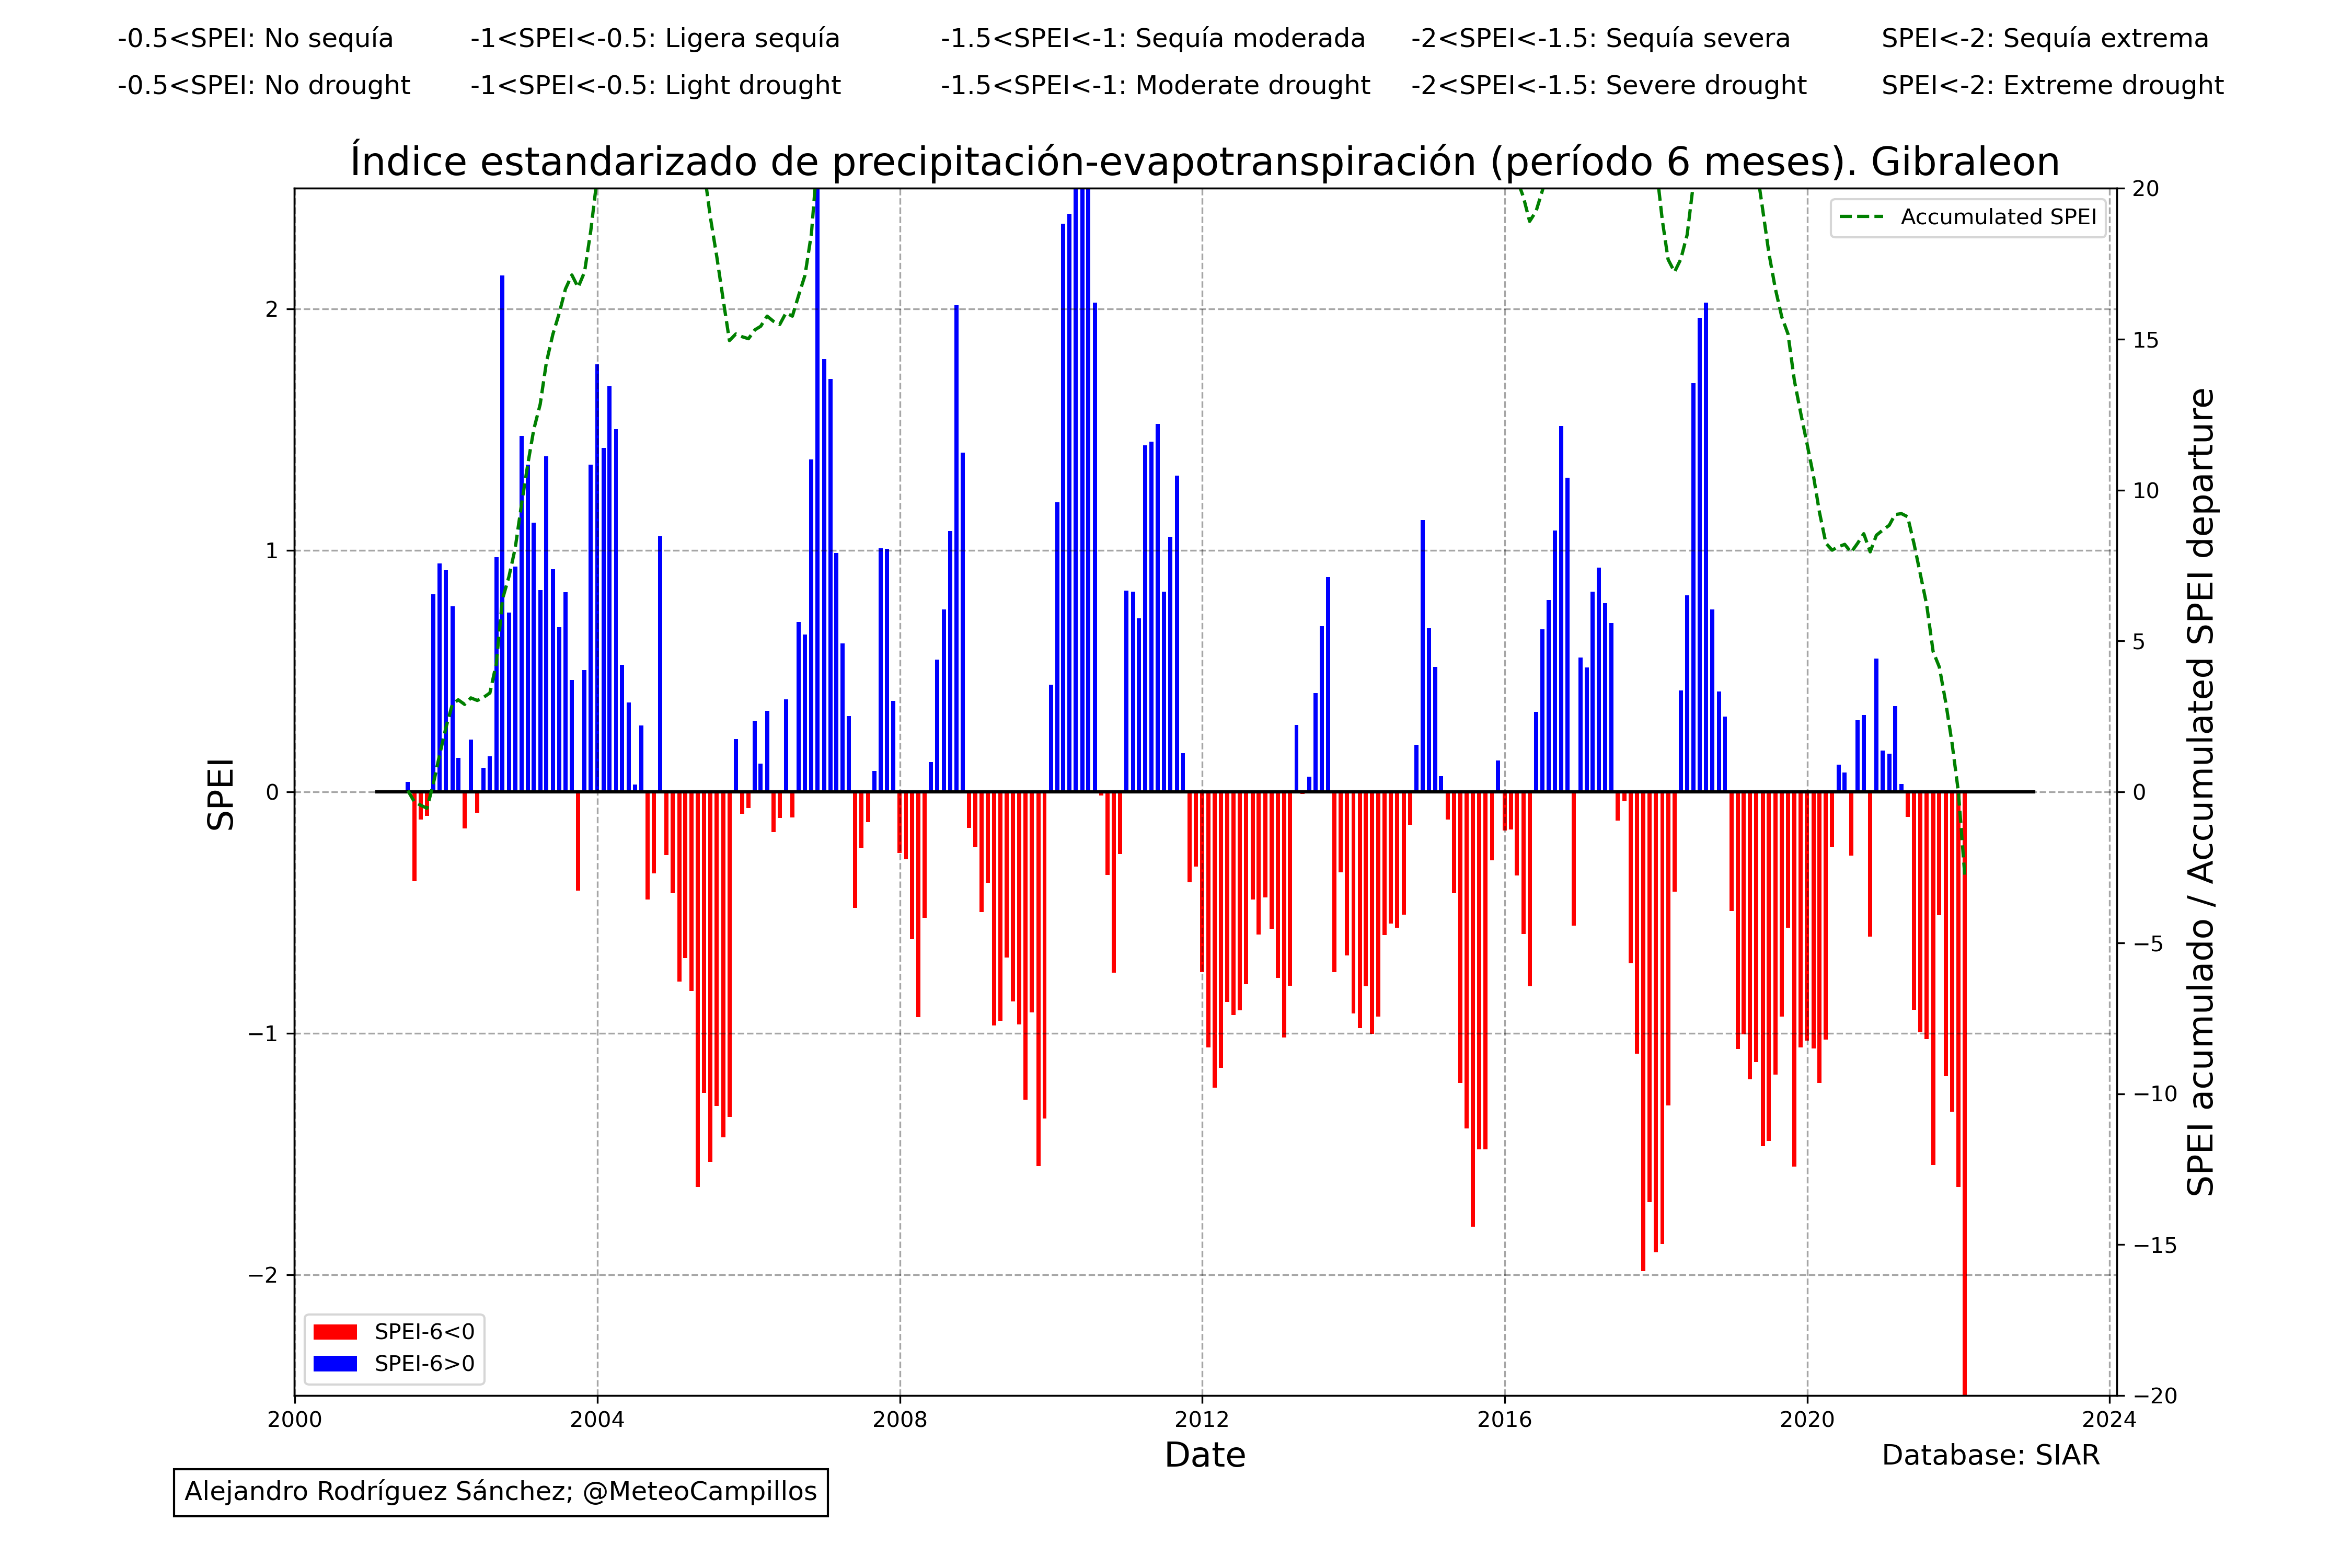 -0.5<SPEI: No sequía -1<SPEI<-0.5: Ligera sequía -1.5<SPEI<-1: Sequía moderada -2<SPEI<-1.5: Sequía severa SPEI<-2: Sequía extrema
-0.5<SPEI: No drought -1<SPEI<-0.5: Light drought -1.5<SPEI<-1: Moderate drought -2<SPEI<-1.5: Severe drought SPEI<-2: Extreme drought
Índice estandarizado de precipitación-evapotranspiración (período 6 meses). Gibraleon
Accumulated SPEI
SPEI
2
1
0
−1
−2
20
15
10
5
0
−5
−10
−15
−20
SPEI acumulado / Accumulated SPEI departure
SPEI-6<0
SPEI-6>0
2000 2004 2008 2012 2016 2020 2024
Date
Database: SIAR
Alejandro Rodríguez Sánchez; @MeteoCampillos